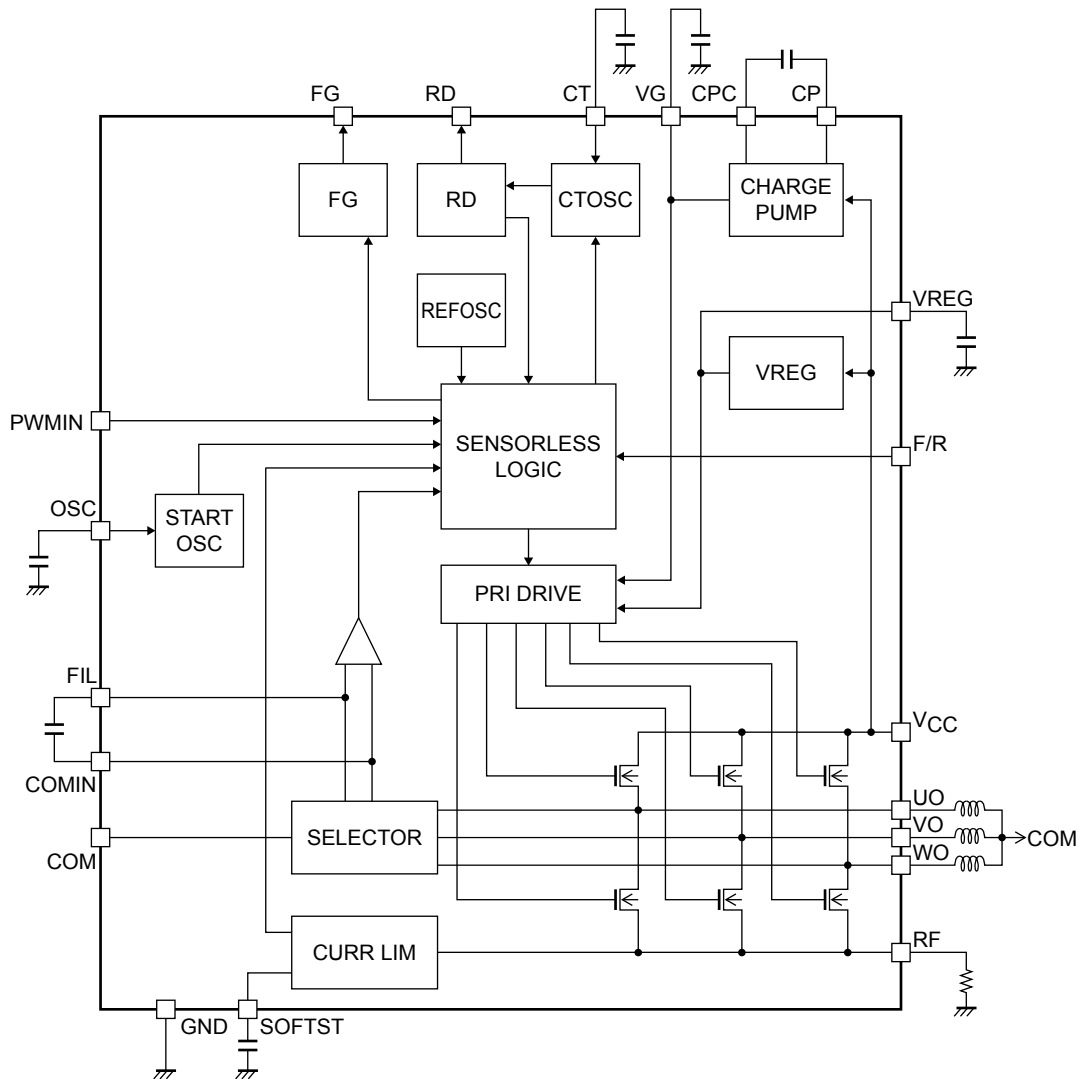 FG
RD
CT
VG
CPC
CP
FG
RD
CTOSC
CHARGE
PUMP
REFOSC
VREG
VREG
PWMIN
SENSORLESS
LOGIC
F/R
OSC
START
OSC
PRI DRIVE
FIL
VCC
COMIN
UO
COM
SELECTOR
VO
COM
WO
CURR LIM
RF
GND
SOFTST